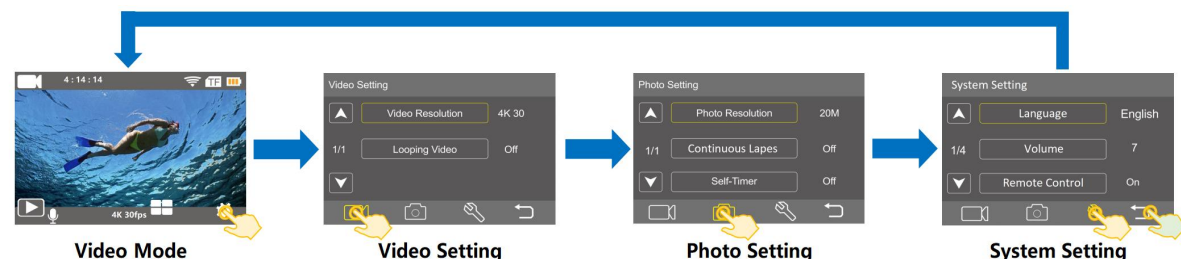 4:14:14
TF
4K 30fps
Video Mode
Video Setting
Video Resolution
4K 30
1/1
Looping Video
Off
Video Setting
Photo Setting
Photo Resolution
20M
1/1
Continuous Lapes
Off
Self-Timer
Off
Photo Setting
System Setting
Language
English
1/4
Volume
7
Remote Control
On
System Setting